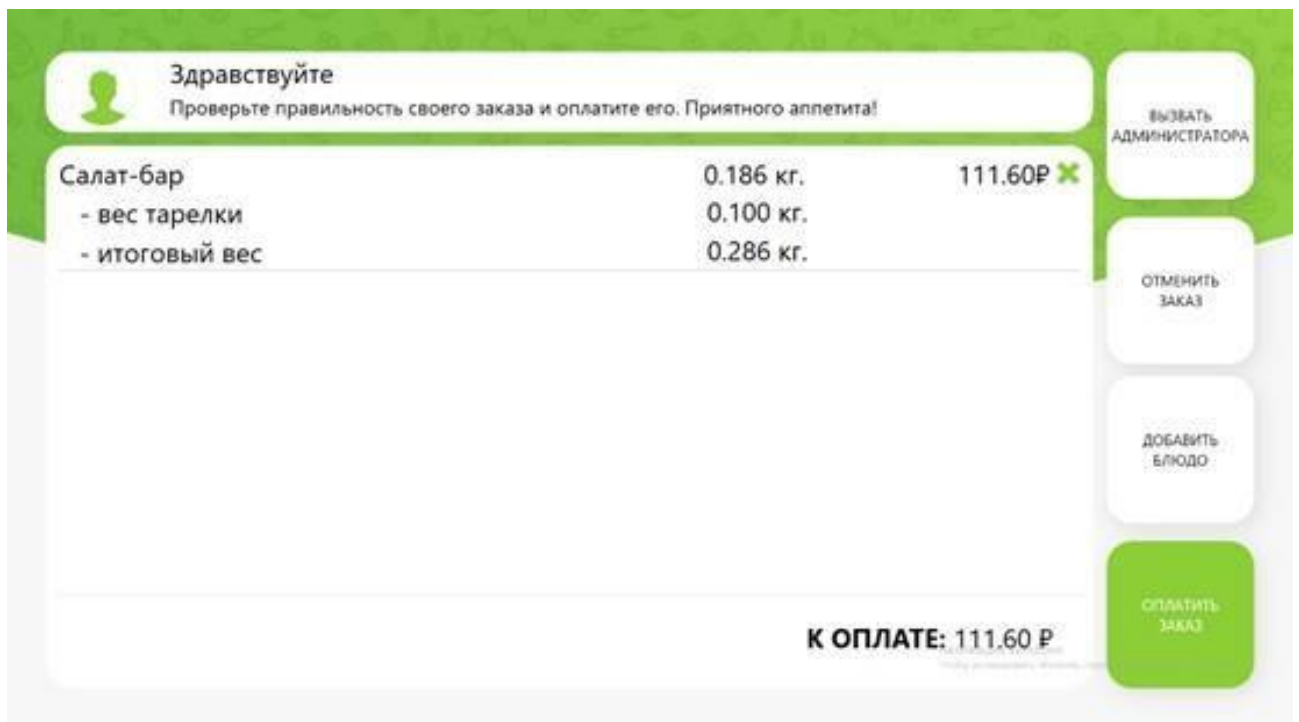 Здравствуйте
Проверьте правильность своего заказа и оплатите его. Приятного аппетита!
ВЫЗВАТЬ
АДМИНИСТРАТОРА
Салат-бар 0.186 кг. 111.60₽
- вес тарелки 0.100 кг.
- итоговый вес 0.286 кг.
ОТМЕНИТЬ
ЗАКАЗ
ДОБАВИТЬ
БЛЮДО
ОПЛАТИТЬ
ЗАКАЗ
К ОПЛАТЕ: 111.60 ₽